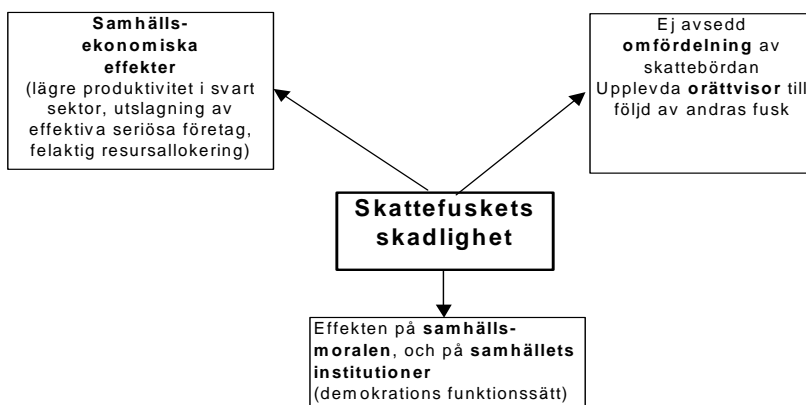 Samhälls-
ekonomiska
effekter
(lägre produktivitet i svart
sektor, utslagning av
effektiva seriösa företag,
felaktig resursallokering)
Ej avsedd
omfördelning av
skattebördan
Upplevda orättvisor till
följd av andras fusk
Skattefuskets
skadlighet
Effekten på samhälls-
moralen, och på samhällets
institutioner
(demokrations funktionssätt)